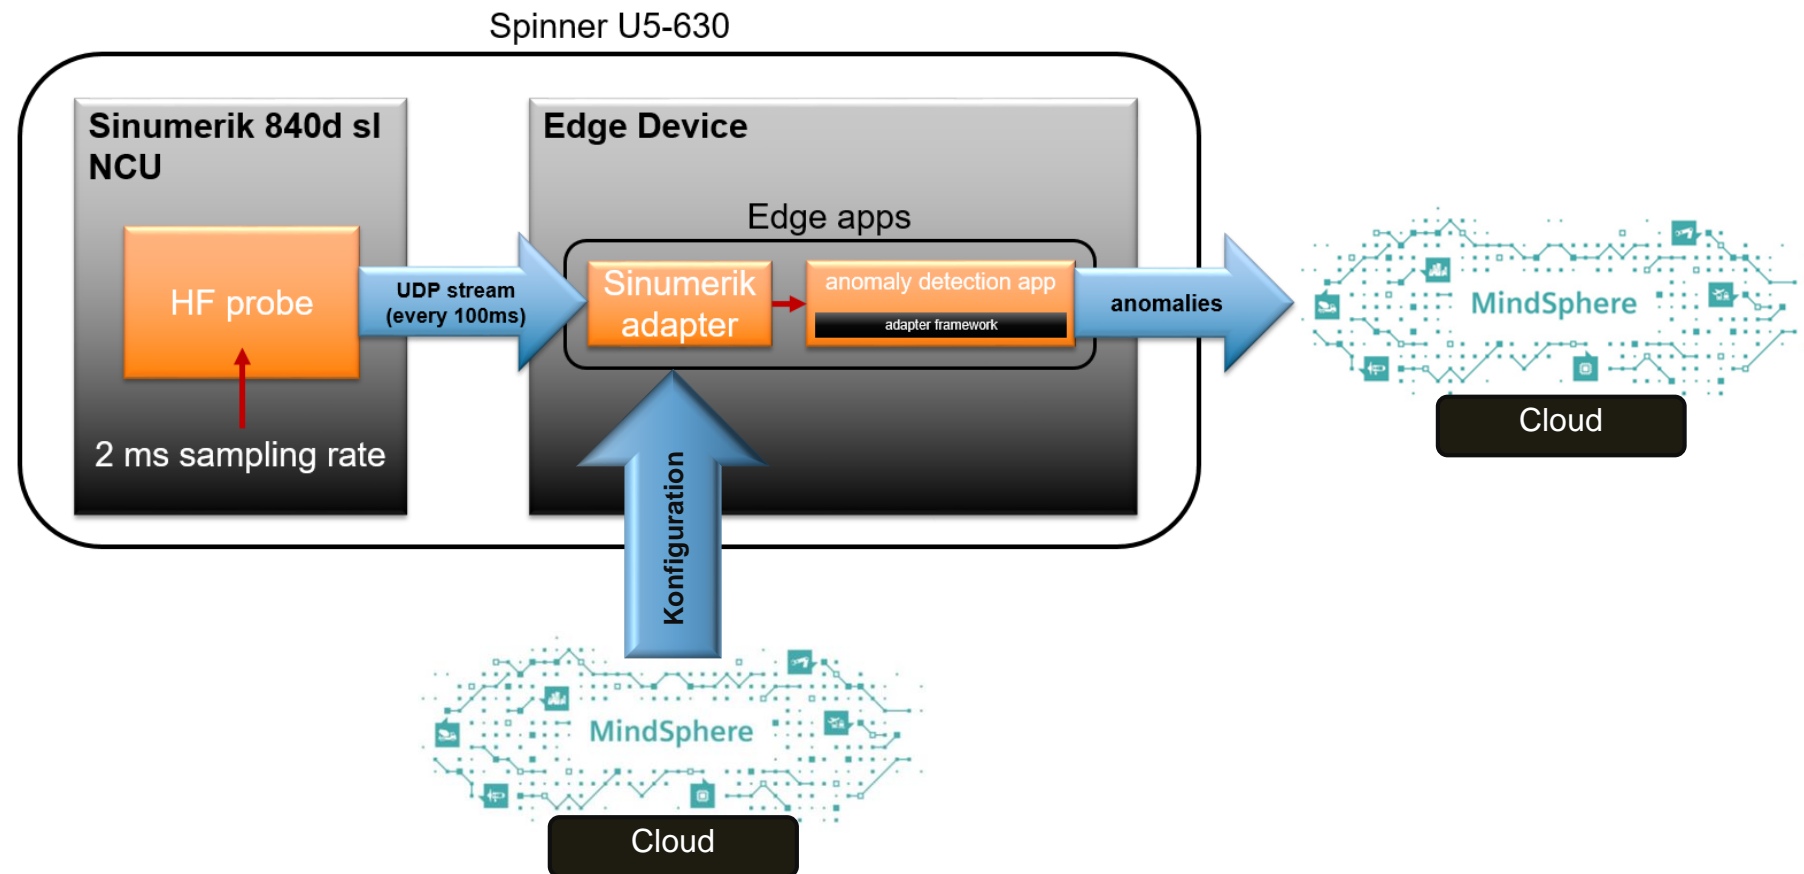 Spinner U5-630
Sinumerik 840d sl
NCU
HF probe
2 ms sampling rate
UDP stream
(every 100ms)
Edge Device
Edge apps
Sinumerik
adapter
anomaly detection app
adapter framework
anomalies
MindSphere
Cloud
Konfiguration
MindSphere
Cloud